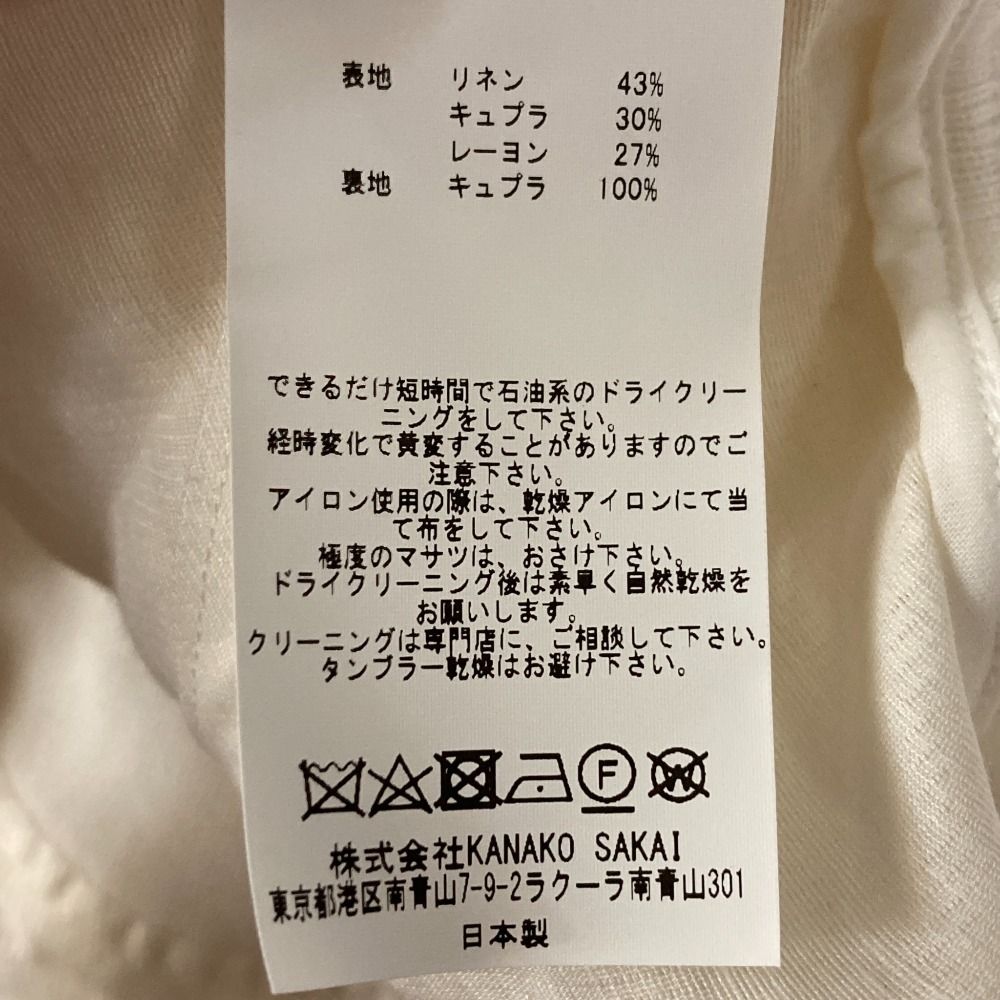 表地 リネン 43%
キュプラ 30%
レーヨン 27%
裏地 キュプラ 100%
できるだけ短時間で石油系のドライクリー
ニングをして下さい。
経時変化で黄変することがありますのでご
注意下さい。
アイロン使用の際は、乾燥アイロンにて当
て布をして下さい。
極度のマサツは、おさけ下さい。
ドライクリーニング後は素早く自然乾燥を
お願いします。
クリーニングは専門店に、ご相談して下さい。
タンブラー乾燥はお避け下さい。
F W
株式会社KANAKO SAKAI
東京都港区南青山7-9-2ラクーラ南青山301
日本製